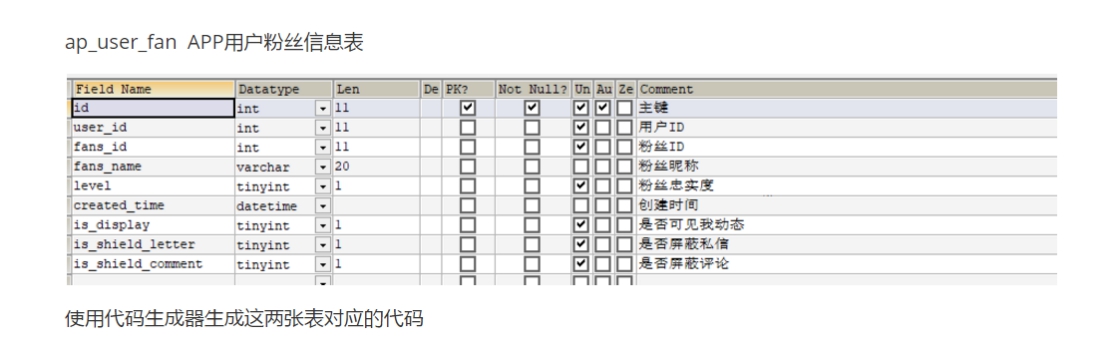 ap_user_fan APP用户粉丝信息表
Field Name Datatype Len De PK? Not Null? Un Au Ze Comment
id int 11 主键
user_id int 11 用户ID
fans_id int 11 粉丝ID
fans_name varchar 20 粉丝昵称
level tinyint 1 粉丝忠实度
created_time datetime 创建时间
is_display tinyint 1 是否可见我动态
is_shield_letter tinyint 1 是否屏蔽私信
is_shield_comment tinyint 1 是否屏蔽评论
使用代码生成器生成这两张表对应的代码